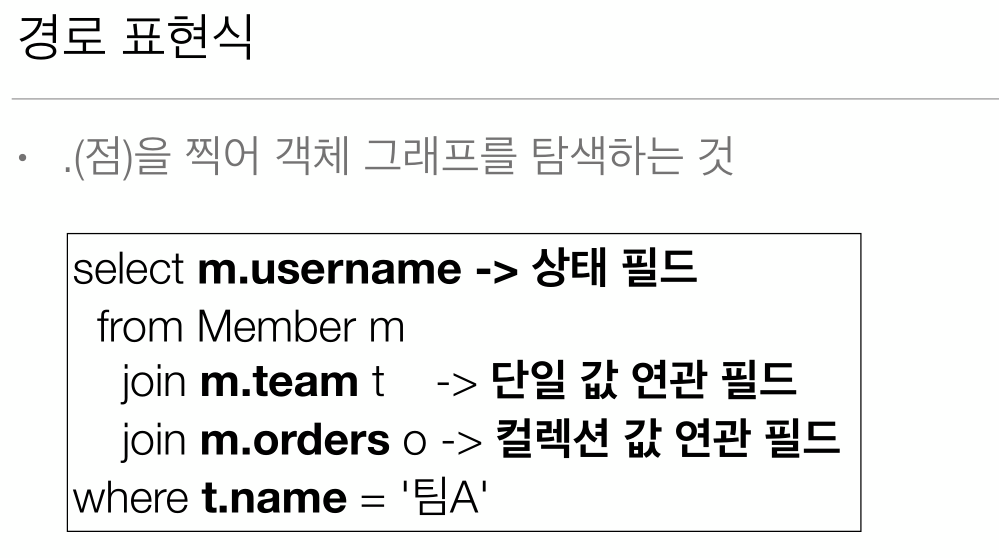 경로 표현식
• .(점)을 찍어 객체 그래프를 탐색하는 것
select m.username -> 상태 필드
from Member m
join m.team t -> 단일 값 연관 필드
join m.orders o -> 컬렉션 값 연관 필드
where t.name = '팀A'